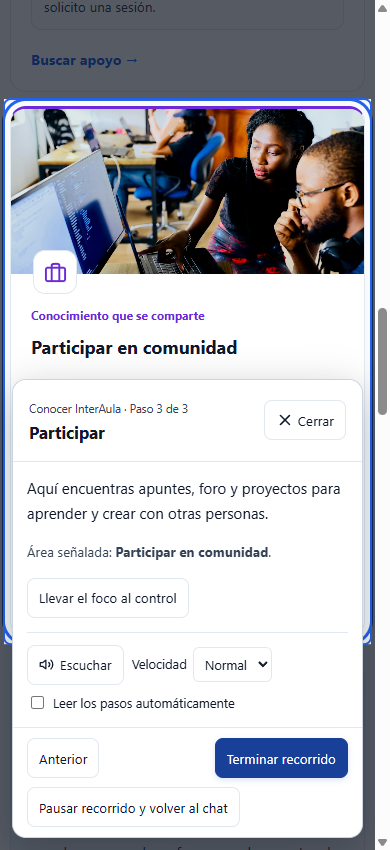 solicito una sesión.
Buscar apoyo →
Conocimiento que se comparte
Participar en comunidad
Conocer InterAula · Paso 3 de 3
Participar
Cerrar
Aquí encuentras apuntes, foro y proyectos para
aprender y crear con otras personas.
Área señalada: Participar en comunidad.
Llevar el foco al control
Escuchar
Velocidad
Normal
Leer los pasos automáticamente
Anterior
Terminar recorrido
Pausar recorrido y volver al chat